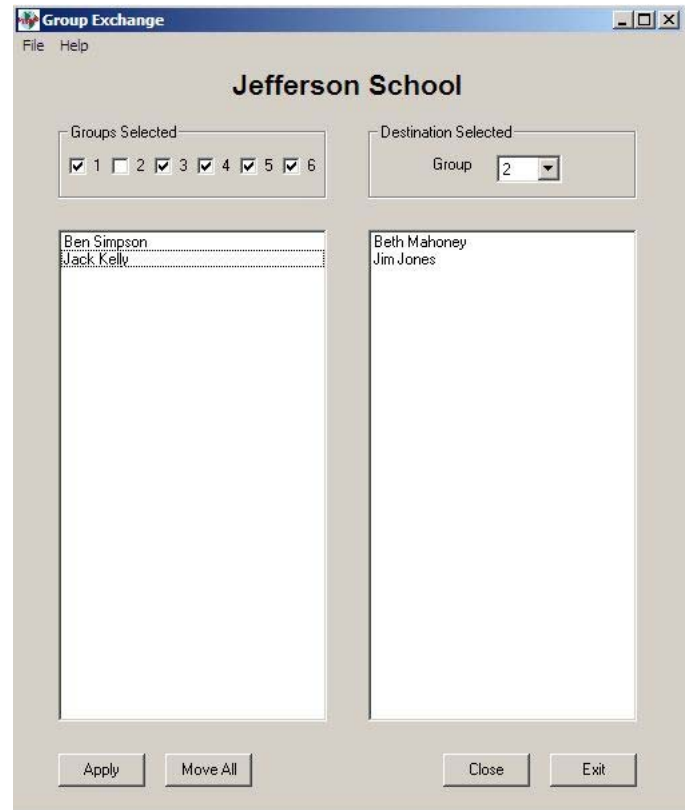 Group Exchange
File Help
Jefferson School
Groups Selected
1 2 3 4 5 6
Destination Selected
Group 2
Ben Simpson
Jack Kelly
Beth Mahoney
Jim Jones
Apply Move All Close Exit